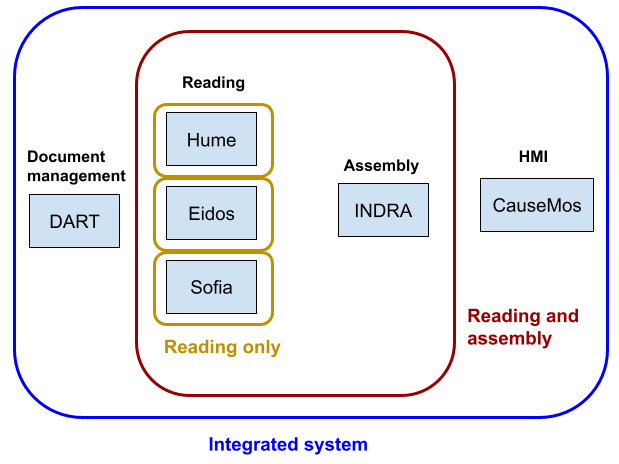 Reading
Hume
Document
management
DART
Eidos
Sofia
Reading only
Assembly
INDRA
HMI
CauseMos
Reading and
assembly
Integrated system